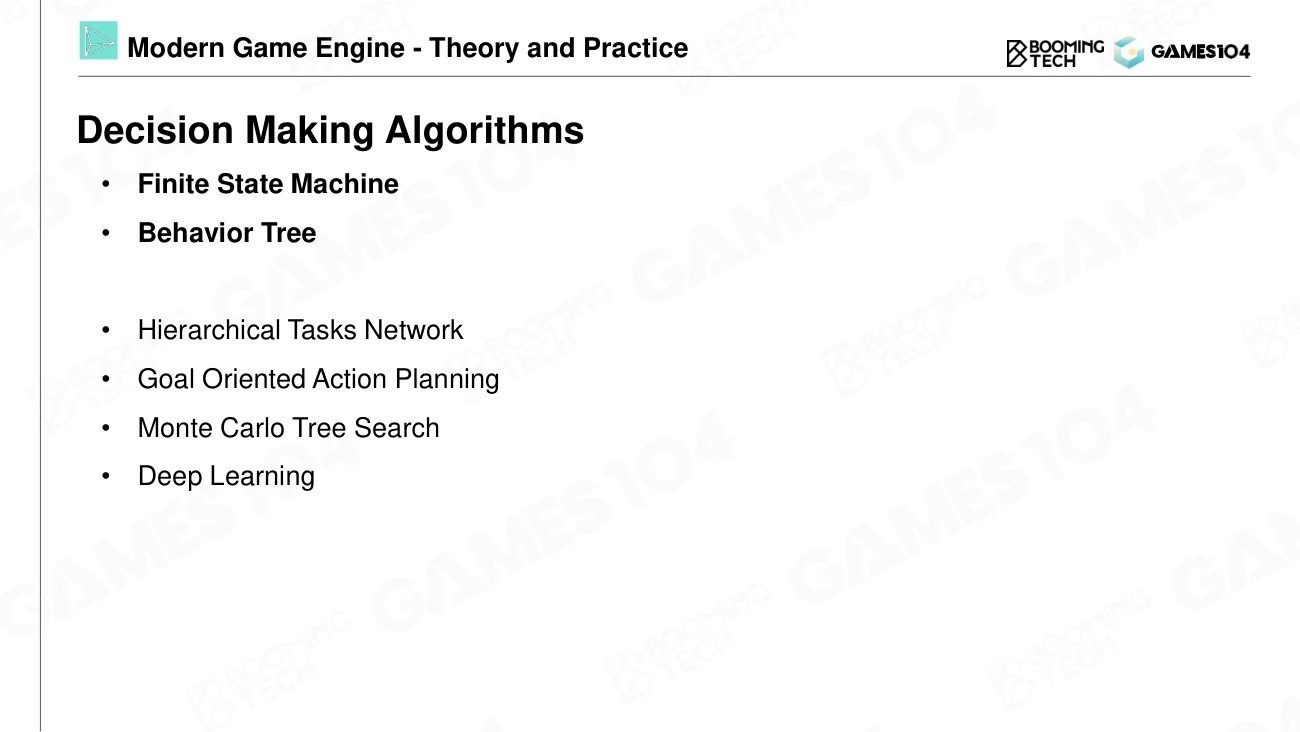 Modern Game Engine - Theory and Practice
BOOMING
TECH
GAMES104
Decision Making Algorithms
• Finite State Machine
• Behavior Tree
• Hierarchical Tasks Network
• Goal Oriented Action Planning
• Monte Carlo Tree Search
• Deep Learning